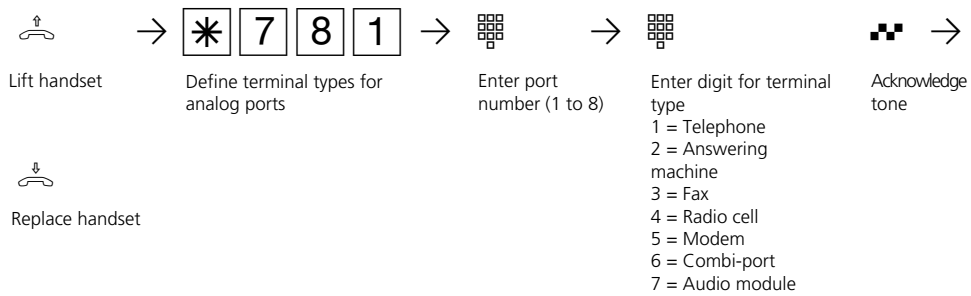 * 7 8 1
Lift handset
Define terminal types for
analog ports
Enter port
number (1 to 8)
Enter digit for terminal
type
1 = Telephone
2 = Answering
machine
3 = Fax
4 = Radio cell
5 = Modem
6 = Combi-port
7 = Audio module
Acknowledge
tone
Replace handset